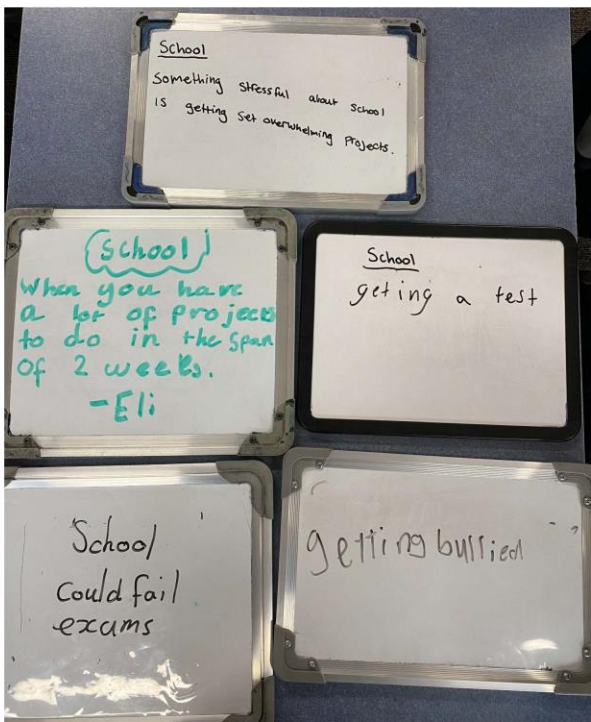 School
Something stressful about school
is getting set overwhelming projects.
School
When you have
a lot of projects
to do in the span
of 2 weeks.
-Eli
School
geting a test
School
could fail
exams
getting bullied